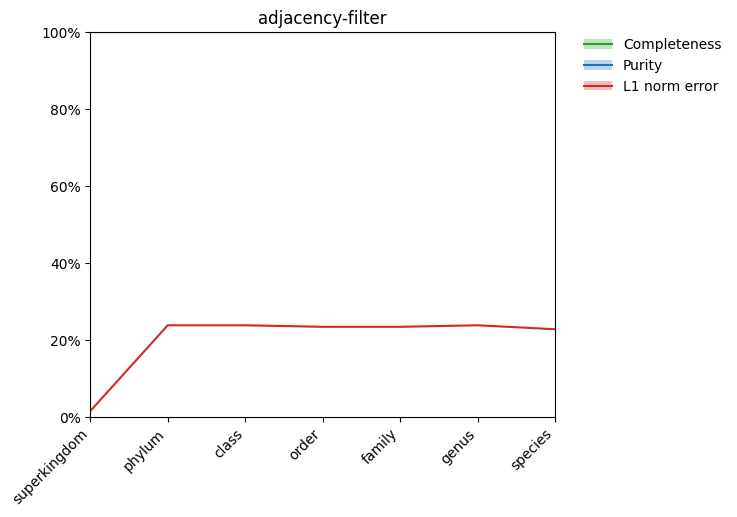 adjacency-filter
100%
80%
60%
40%
20%
0%
superkingdom
phylum
class
order
family
genus
species
Completeness
Purity
L1 norm error